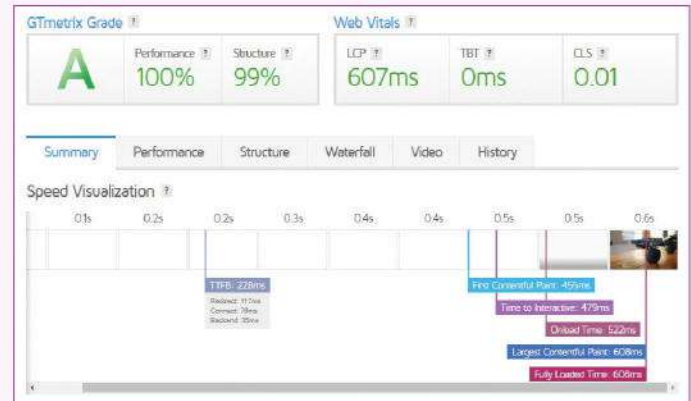 GTmetrix Grade ?
Web Vitals ?
A
Performance ?
100%
Structure ?
99%
LCP ?
607ms
TBT ?
0ms
CLS ?
0.01
Summary Performance Structure Waterfall Video History
Speed Visualization ?
0.1s 0.2s 0.2s 0.3s 0.4s 0.4s 0.5s 0.5s 0.6s
TTFB: 228ms
Redirect:
Connect:
Backend:
First Contentful Paint: 455ms
Time to Interactive: 479ms
Onload Time: 522ms
Largest Contentful Paint: 608ms
Fully Loaded Time: 608ms